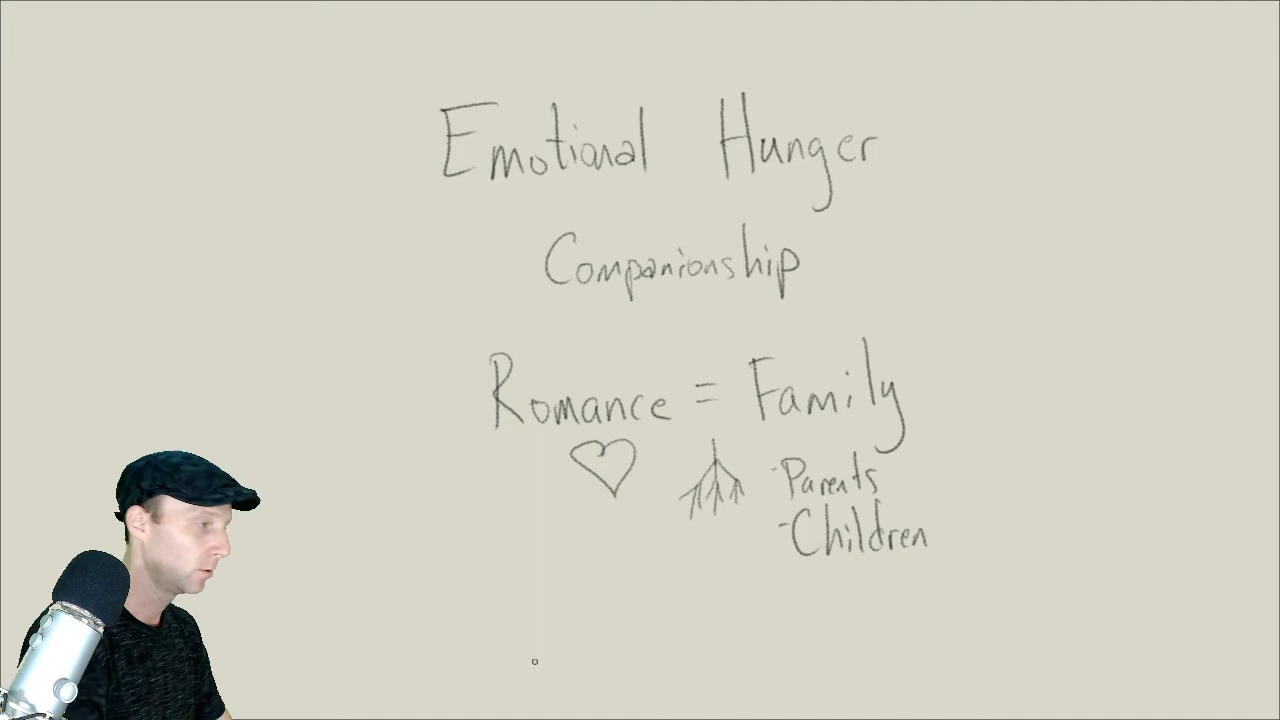 Emotional Hunger
Companionship
Romance = Family
- Parents
- Children